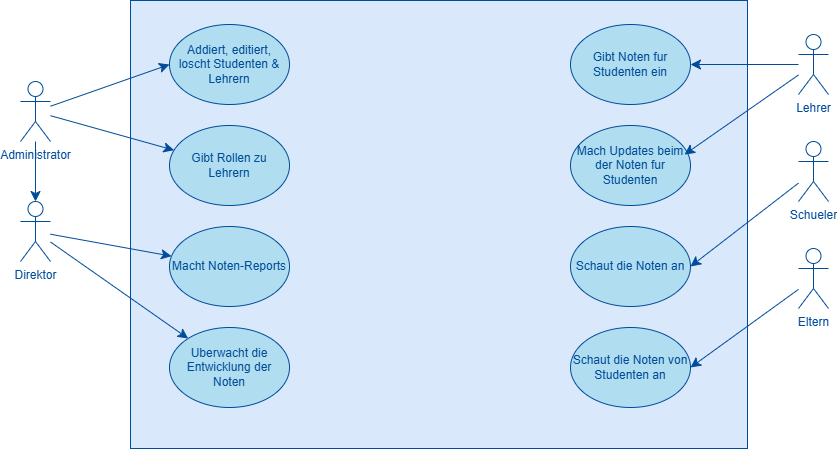 Addiert, editiert,
loscht Studenten &
Lehrern
Gibt Noten fur
Studenten ein
Lehrer
Administrator
Gibt Rollen zu
Lehrern
Mach Updates beim
der Noten fur
Studenten
Schueler
Direktor
Macht Noten-Reports
Schaut die Noten an
Eltern
Uberwacht die
Entwicklung der
Noten
Schaut die Noten von
Studenten an